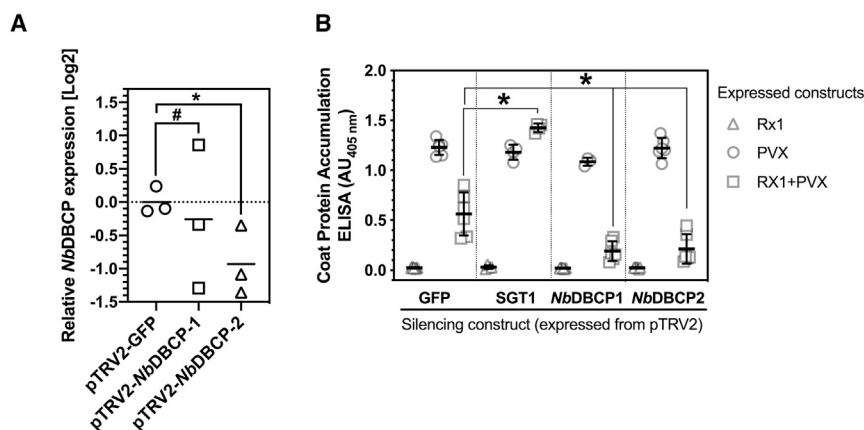 A
Relative NbDBCP expression [Log2]
1.5
1.0
0.5
0.0
-0.5
-1.0
-1.5
#
*
pTRV2-GFP
pTRV2-NbDBCP-1
pTRV2-NbDBCP-2
B
Coat Protein Accumulation
ELISA (AU405 nm)
2.0
1.5
1.0
0.5
0.0
*
*
GFP SGT1 NbDBCP1 NbDBCP2
Silencing construct (expressed from pTRV2)
Expressed constructs
Rx1
PVX
RX1+PVX